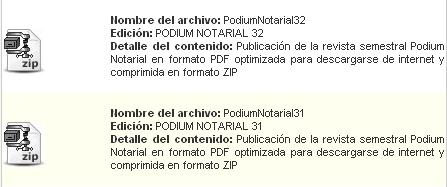 Nombre del archivo: PodiumNotarial32
Edición: PODIUM NOTARIAL 32
Detalle del contenido: Publicación de la revista semestral Podium
Notarial en formato PDF optimizada para descargarse de internet y
comprimida en formato ZIP
zip
Nombre del archivo: PodiumNotarial31
Edición: PODIUM NOTARIAL 31
Detalle del contenido: Publicación de la revista semestral Podium
Notarial en formato PDF optimizada para descargarse de internet y
comprimida en formato ZIP
zip